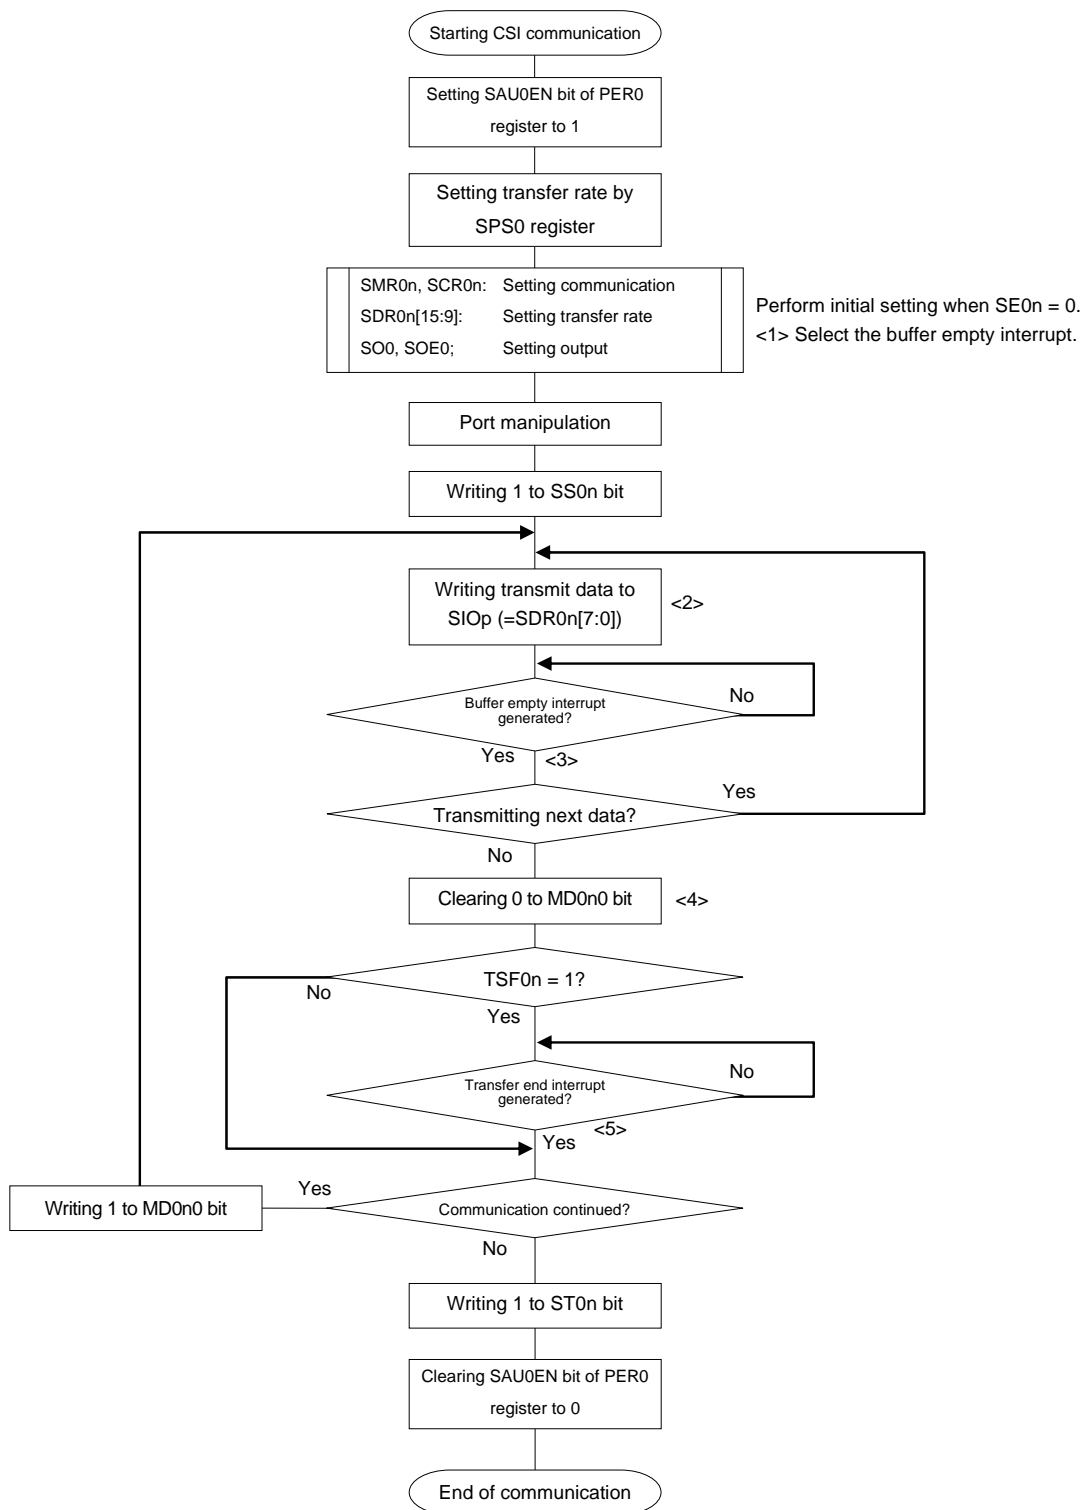 Starting CSI communication
Setting SAU0EN bit of PER0
register to 1
Setting transfer rate by
SPS0 register
SMR0n, SCR0n: Setting communication
SDR0n[15:9]: Setting transfer rate
SO0, SOE0; Setting output
Perform initial setting when SE0n = 0.
<1> Select the buffer empty interrupt.
Port manipulation
Writing 1 to SS0n bit
Writing transmit data to
SIOp (=SDR0n[7:0])
<2>
Buffer empty interrupt
generated?
No
Yes
<3>
Transmitting next data?
Yes
No
Clearing 0 to MD0n0 bit
<4>
TSF0n = 1?
No
Yes
Transfer end interrupt
generated?
No
Yes
<5>
Communication continued?
Yes
Writing 1 to MD0n0 bit
No
Writing 1 to ST0n bit
Clearing SAU0EN bit of PER0
register to 0
End of communication